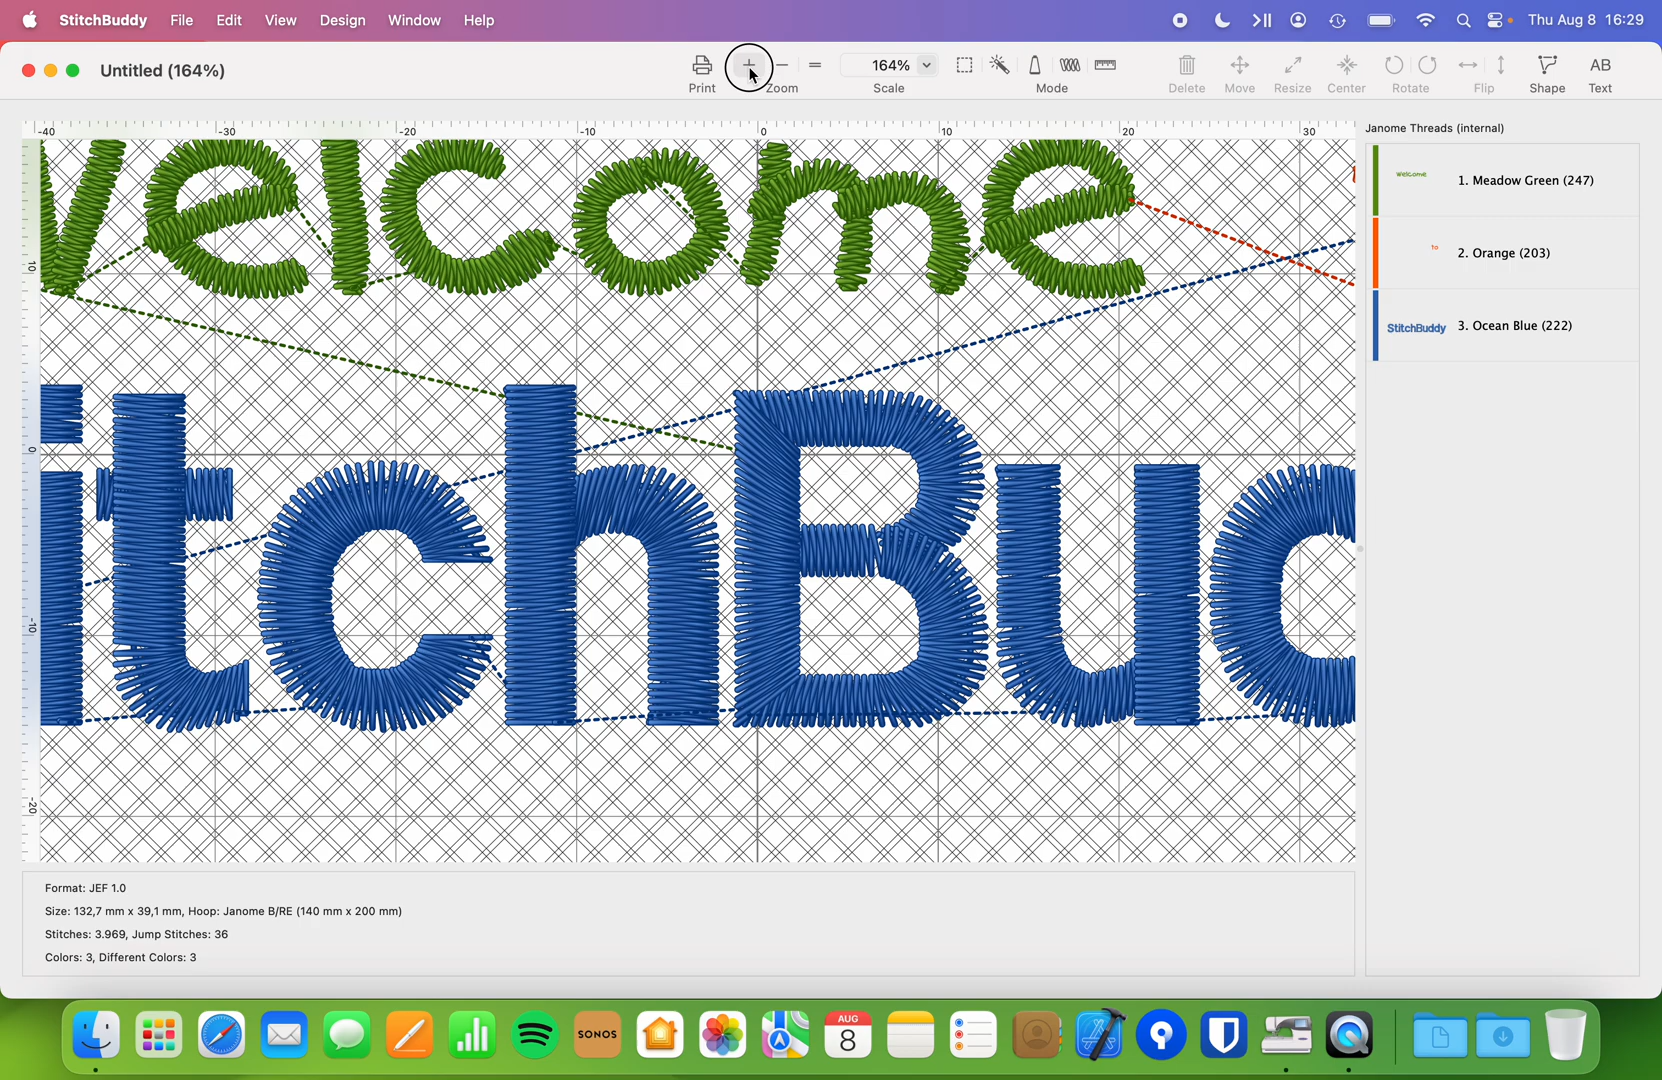 StitchBuddy File Edit View Design Window Help Thu Aug 8 16:29
Untitled (164%) 164% AB
Print Zoom Scale Mode Delete Move Resize Center Rotate Flip Shape Text
-40 -30 -20 -10 0 10 20 30
Janome Threads (internal)
Welcome 1. Meadow Green (247)
to 2. Orange (203)
StitchBuddy 3. Ocean Blue (222)
10
0
-10
-20
Welcome
itchBud
Format: JEF 1.0
Size: 132,7 mm x 39,1 mm, Hoop: Janome B/RE (140 mm x 200 mm)
Stitches: 3.969, Jump Stitches: 36
Colors: 3, Different Colors: 3
SONOS
AUG
8